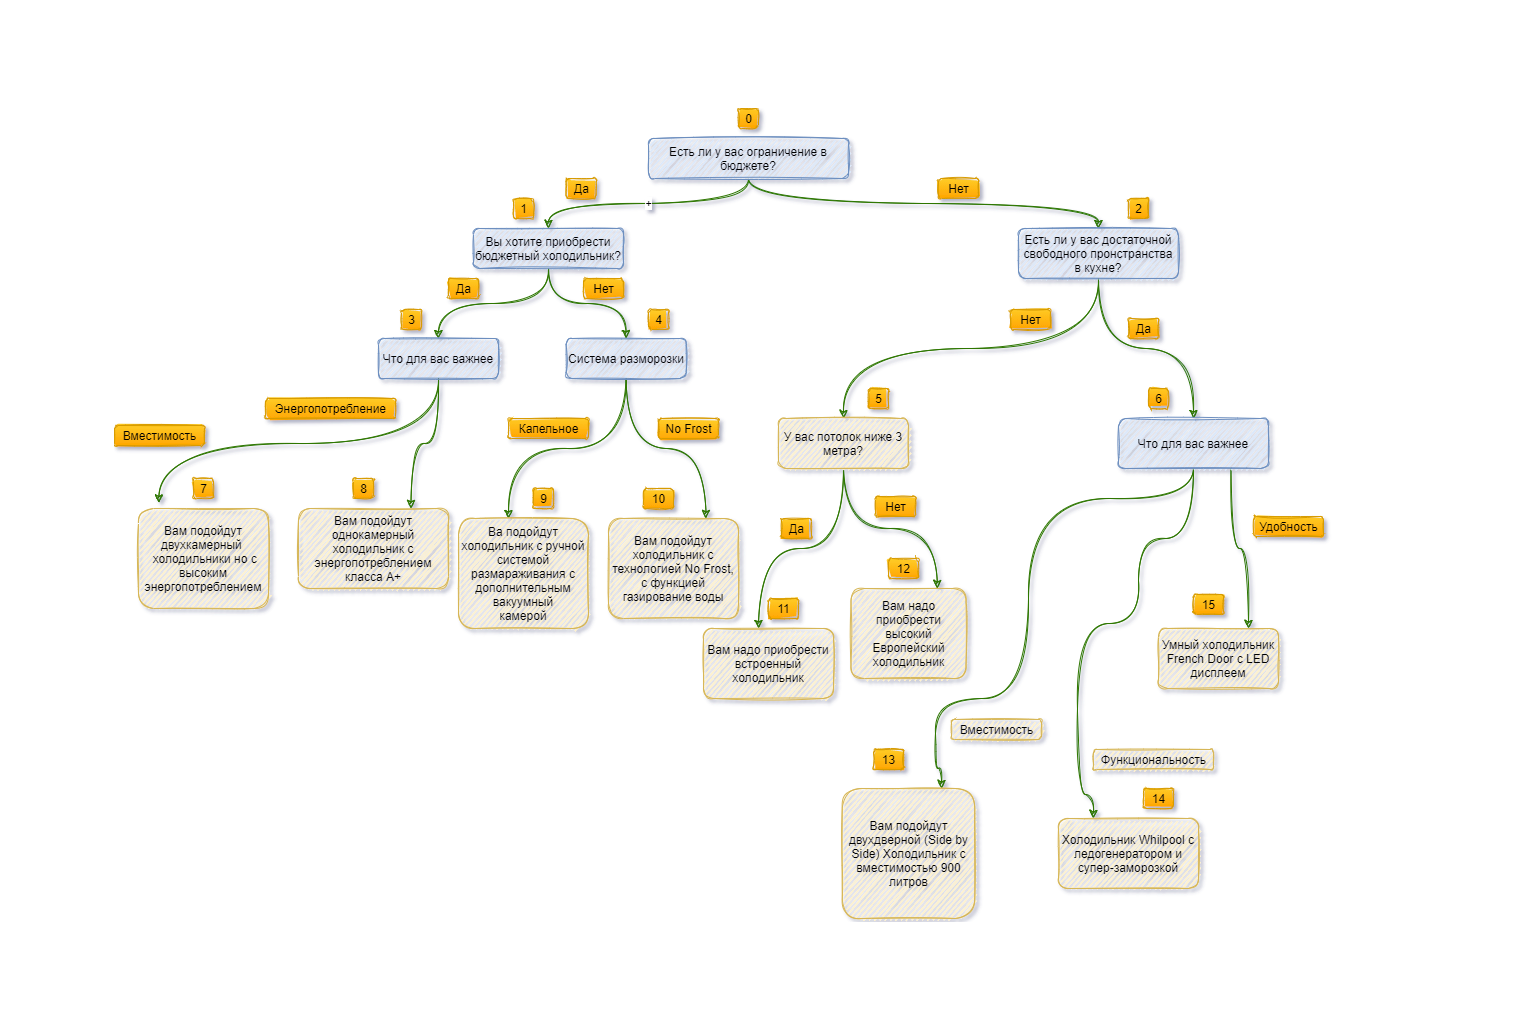 0
Есть ли у вас ограничение в
бюджете?
Да
Нет
1
2
Вы хотите приобрести
бюджетный холодильник?
Есть ли у вас достаточной
свободного пронстранства
в кухне?
Да
Нет
Нет
Да
3
4
Что для вас важнее
Система разморозки
5
6
Энергопотребление
Вместимость
Капельное
No Frost
У вас потолок ниже 3
метра?
Что для вас важнее
7
8
9
10
Нет
Да
Удобность
Вам подойдут
двухкамерный
холодильники но с
высоким
энергопотреблением
Вам подойдут
однокамерный
холодильник с
энергопотреблением
класса А+
Ва подойдут
холодильник с ручной
системой
размараживания с
дополнительным
вакуумный
камерой
Вам подойдут
холодильник с
технологией No Frost,
с функцией
газирование воды
12
11
15
Вам надо приобрести
встроенный
холодильник
Вам надо
приобрести
высокий
Европейский
холодильник
Умный холодильник
French Door с LED
дисплеем
Вместимость
Функциональность
13
14
Вам подойдут
двухдверной (Side by
Side) Холодильник с
вместимостью 900
литров
Холодильник Whilpool с
ледогенератором и
супер-заморозкой